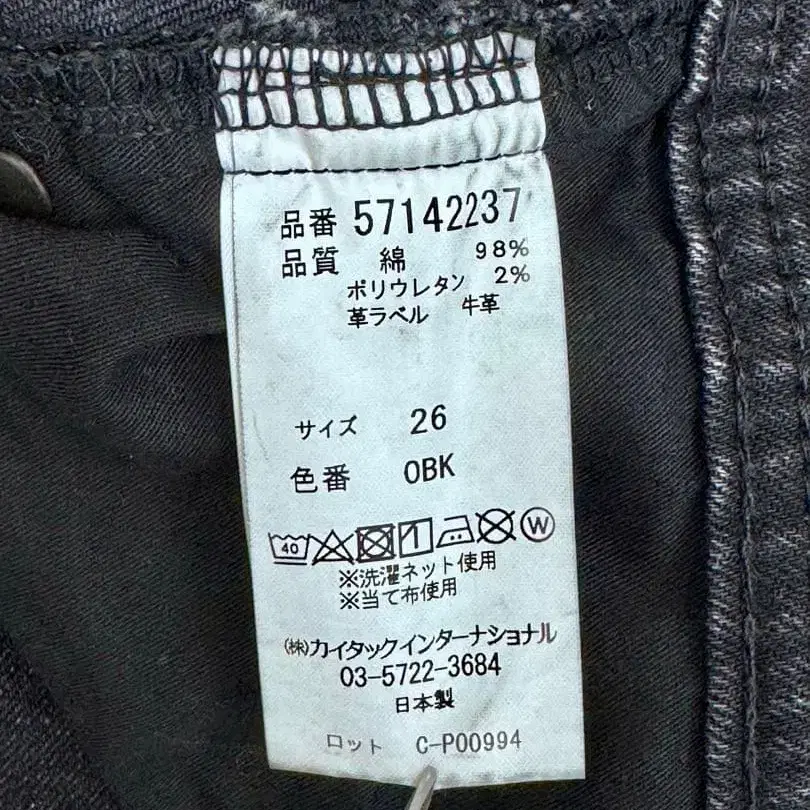 品番 57142237
品質 綿 98%
ポリウレタン 2%
革ラベル 牛革
サイズ 26
色番 OBK
40 W
※洗濯ネット使用
※当て布使用
㈱カイタックインターナショナル
03-5722-3684
日本製
ロット C-P00994